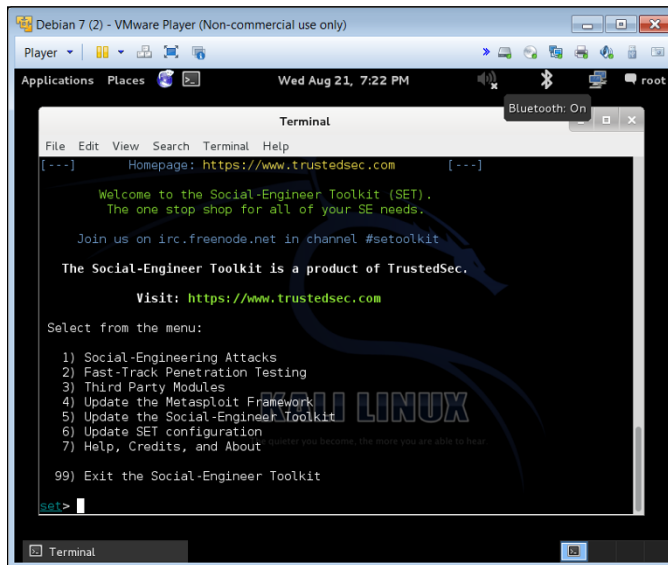 Debian 7 (2) - VMware Player (Non-commercial use only)
Player
Applications Places Wed Aug 21, 7:22 PM root
Bluetooth: On
Terminal
File Edit View Search Terminal Help
[---] Homepage: https://www.trustedsec.com [---]
Welcome to the Social-Engineer Toolkit (SET).
The one stop shop for all of your SE needs.
Join us on irc.freenode.net in channel #setoolkit
The Social-Engineer Toolkit is a product of TrustedSec.
Visit: https://www.trustedsec.com
Select from the menu:
1) Social-Engineering Attacks
2) Fast-Track Penetration Testing
3) Third Party Modules
4) Update the Metasploit Framework
5) Update the Social-Engineer Toolkit
6) Update SET configuration
7) Help, Credits, and About
99) Exit the Social-Engineer Toolkit
set>
KALI LINUX
quieter you become, the more you are able to hear.
Terminal